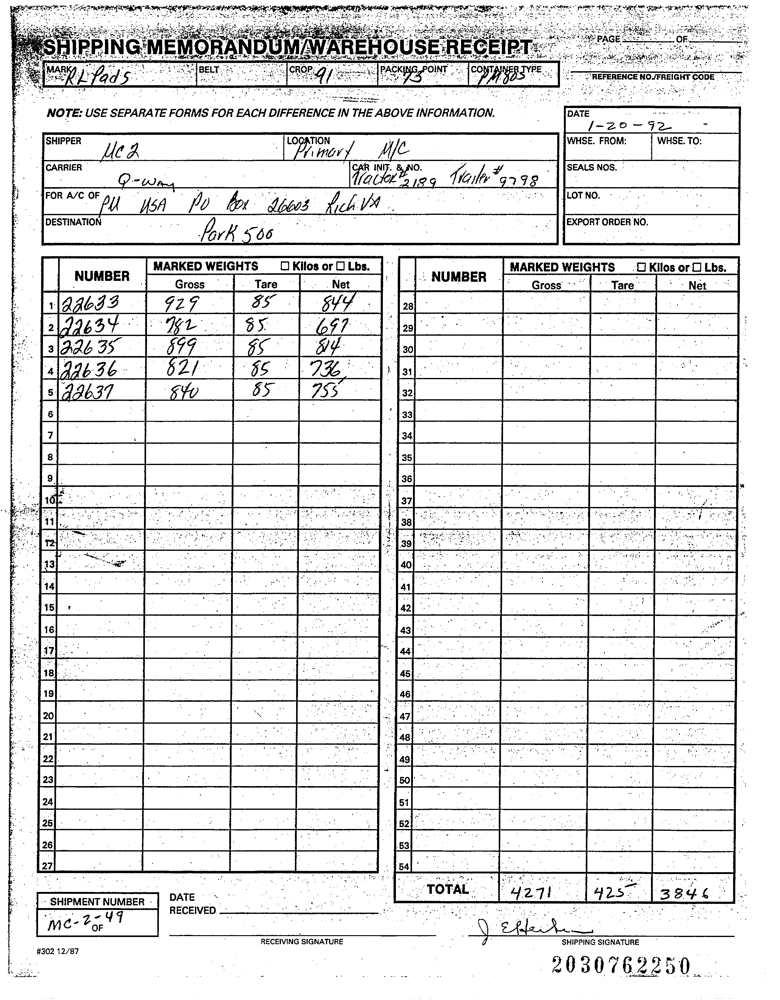 PAGE OF
SHIPPING MEMORANDUM/WAREHOUSE RECEIPT
MARK RL Pads BELT CROP 91 PACKING POINT 73 CONTAINER TYPE PM803
REFERENCE NO./FREIGHT CODE
NOTE: USE SEPARATE FORMS FOR EACH DIFFERENCE IN THE ABOVE INFORMATION.
DATE 1-20-92
SHIPPER MC2 LOCATION Primary M/C WHSE. FROM: WHSE. TO:
CARRIER Q-Way CAR INIT. & NO. Tractor# 2189 Trailer# 9798 SEALS NOS.
FOR A/C OF PM USA PO Box 26603 Rich VA LOT NO.
DESTINATION Park 500 EXPORT ORDER NO.
NUMBER MARKED WEIGHTS ☐ Kilos or ☐ Lbs. NUMBER MARKED WEIGHTS ☐ Kilos or ☐ Lbs.
Gross Tare Net Gross Tare Net
1 22633 929 85 844 28
2 22634 782 85 697 29
3 22635 899 85 814 30
4 22636 821 85 736 31
5 22637 840 85 755 32
6 33
7 34
8 35
9 36
10 37
11 38
12 39
13 40
14 41
15 42
16 43
17 44
18 45
19 46
20 47
21 48
22 49
23 50
24 51
25 52
26 53
27 54
TOTAL 4271 425 3846
SHIPMENT NUMBER DATE
MC-2-49 RECEIVED
OF
RECEIVING SIGNATURE SHIPPING SIGNATURE
#302 12/87
2030762250